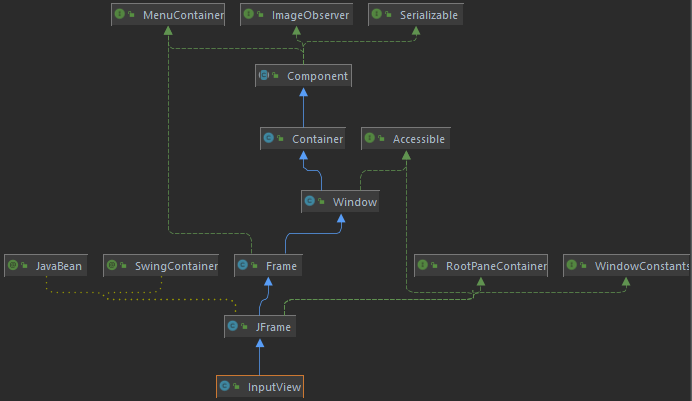 MenuContainer
ImageObserver
Serializable
Component
Container
Accessible
Window
JavaBean
SwingContainer
Frame
RootPaneContainer
WindowConstants
JFrame
InputView